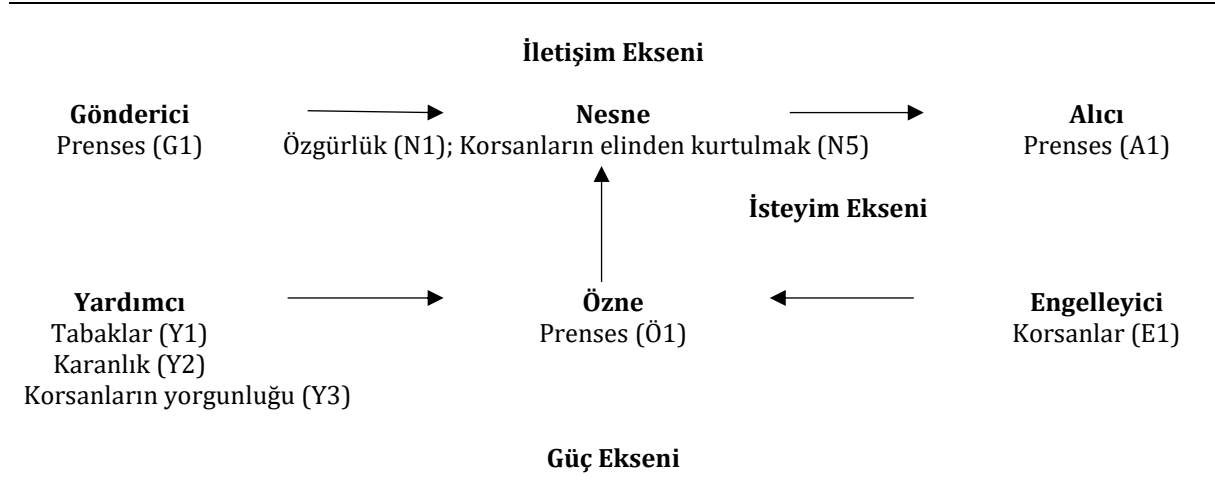 İletişim Ekseni
Gönderici Nesne Alıcı
Prenses (G1) Özgürlük (N1); Korsanların elinden kurtulmak (N5) Prenses (A1)
İsteyim Ekseni
Yardımcı Özne Engelleyici
Tabaklar (Y1) Prenses (Ö1) Korsanlar (E1)
Karanlık (Y2)
Korsanların yorgunluğu (Y3)
Güç Ekseni